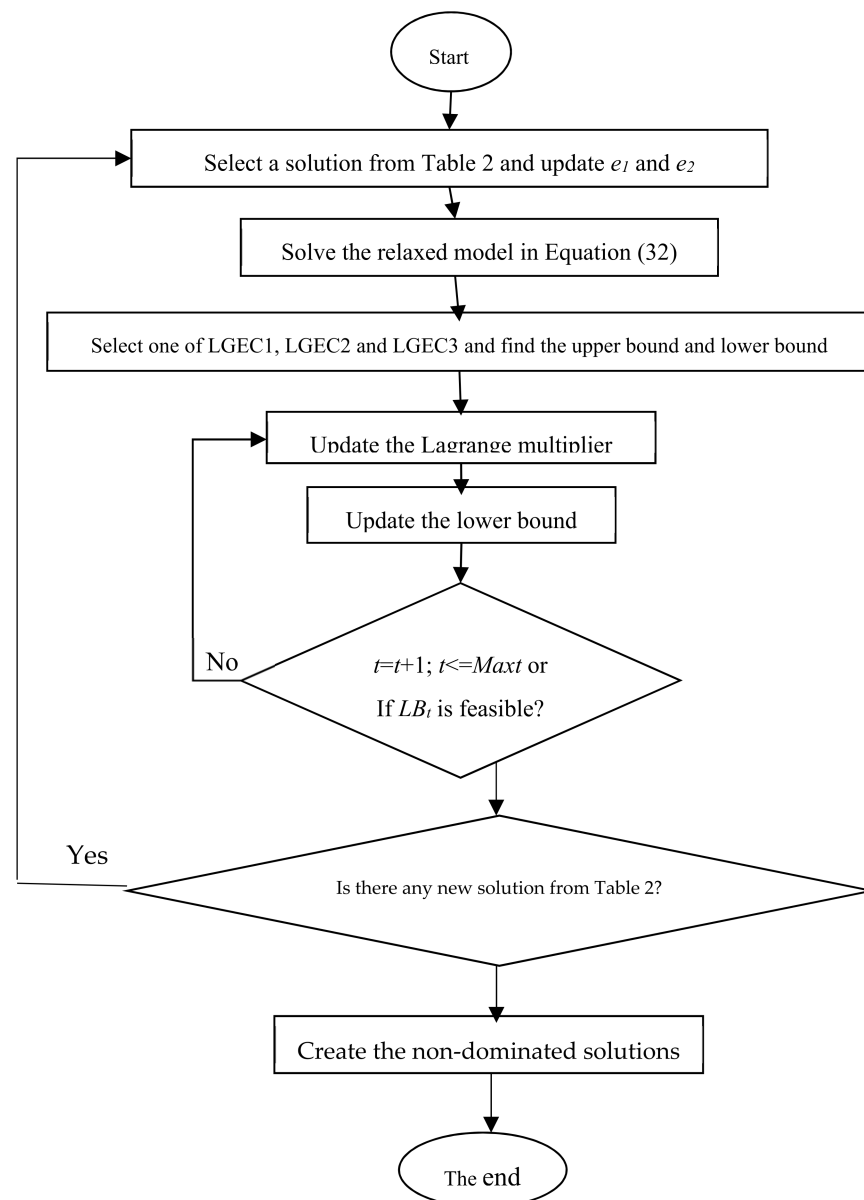 Start
Select a solution from Table 2 and update e1 and e2
Solve the relaxed model in Equation (32)
Select one of LGEC1, LGEC2 and LGEC3 and find the upper bound and lower bound
Update the Lagrange multiplier
Update the lower bound
No
t=t+1; t<=Maxt or
If LBt is feasible?
Yes
Is there any new solution from Table 2?
Create the non-dominated solutions
The end